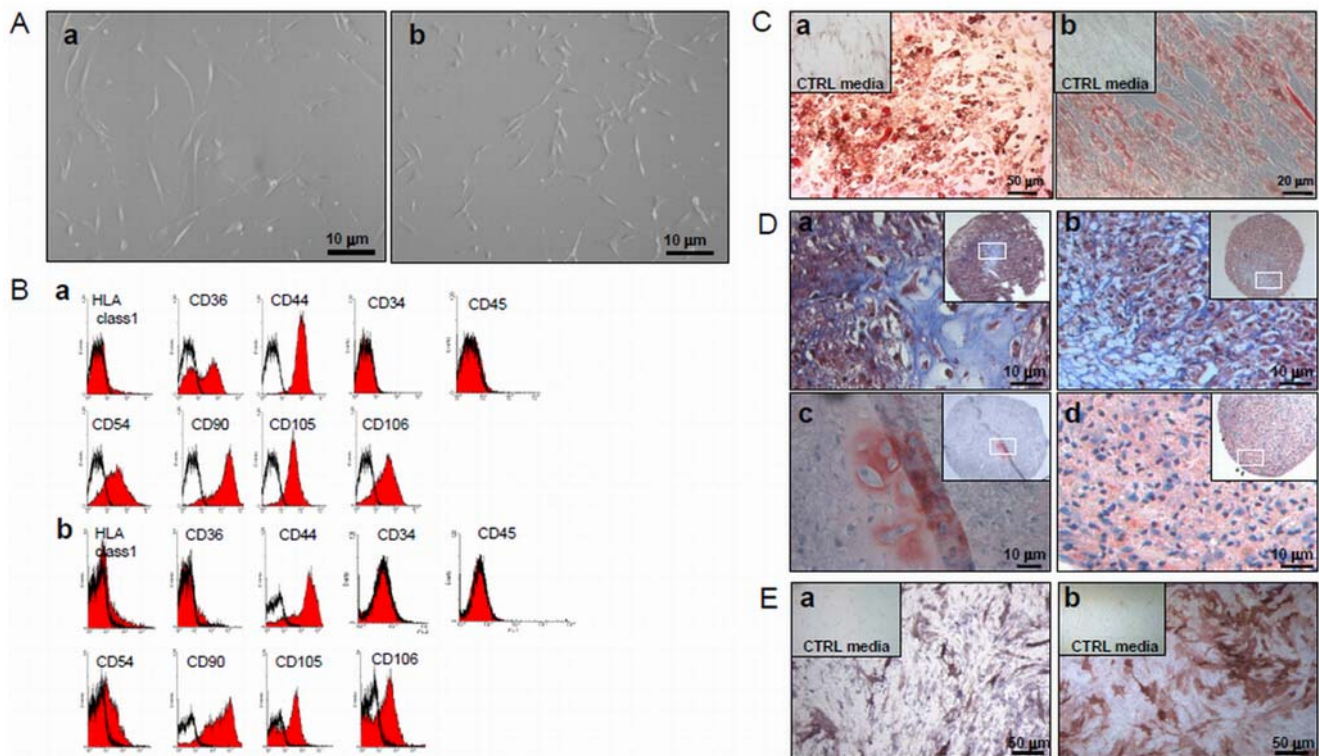 A
a
10 µm
b
10 µm
B
a
HLA
class1
CD36
CD44
CD34
CD45
CD54
CD90
CD105
CD106
b
HLA
class1
CD36
CD44
CD34
CD45
CD54
CD90
CD105
CD106
C
a
CTRL media
50 µm
b
CTRL media
20 µm
D
a
10 µm
b
10 µm
c
10 µm
d
10 µm
E
a
CTRL media
50 µm
b
CTRL media
50 µm